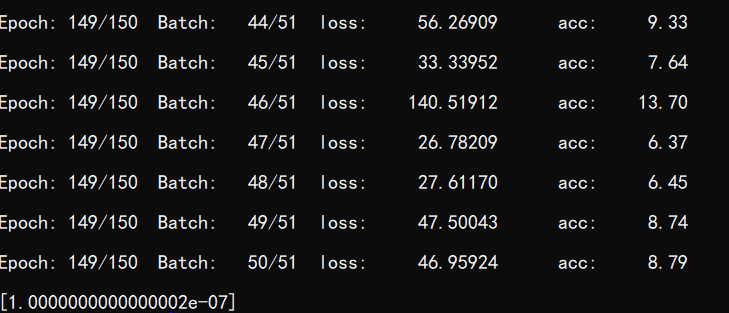 Epoch: 149/150 Batch: 44/51 loss: 56.26909 acc: 9.33
Epoch: 149/150 Batch: 45/51 loss: 33.33952 acc: 7.64
Epoch: 149/150 Batch: 46/51 loss: 140.51912 acc: 13.70
Epoch: 149/150 Batch: 47/51 loss: 26.78209 acc: 6.37
Epoch: 149/150 Batch: 48/51 loss: 27.61170 acc: 6.45
Epoch: 149/150 Batch: 49/51 loss: 47.50043 acc: 8.74
Epoch: 149/150 Batch: 50/51 loss: 46.95924 acc: 8.79
[1.0000000000000002e-07]